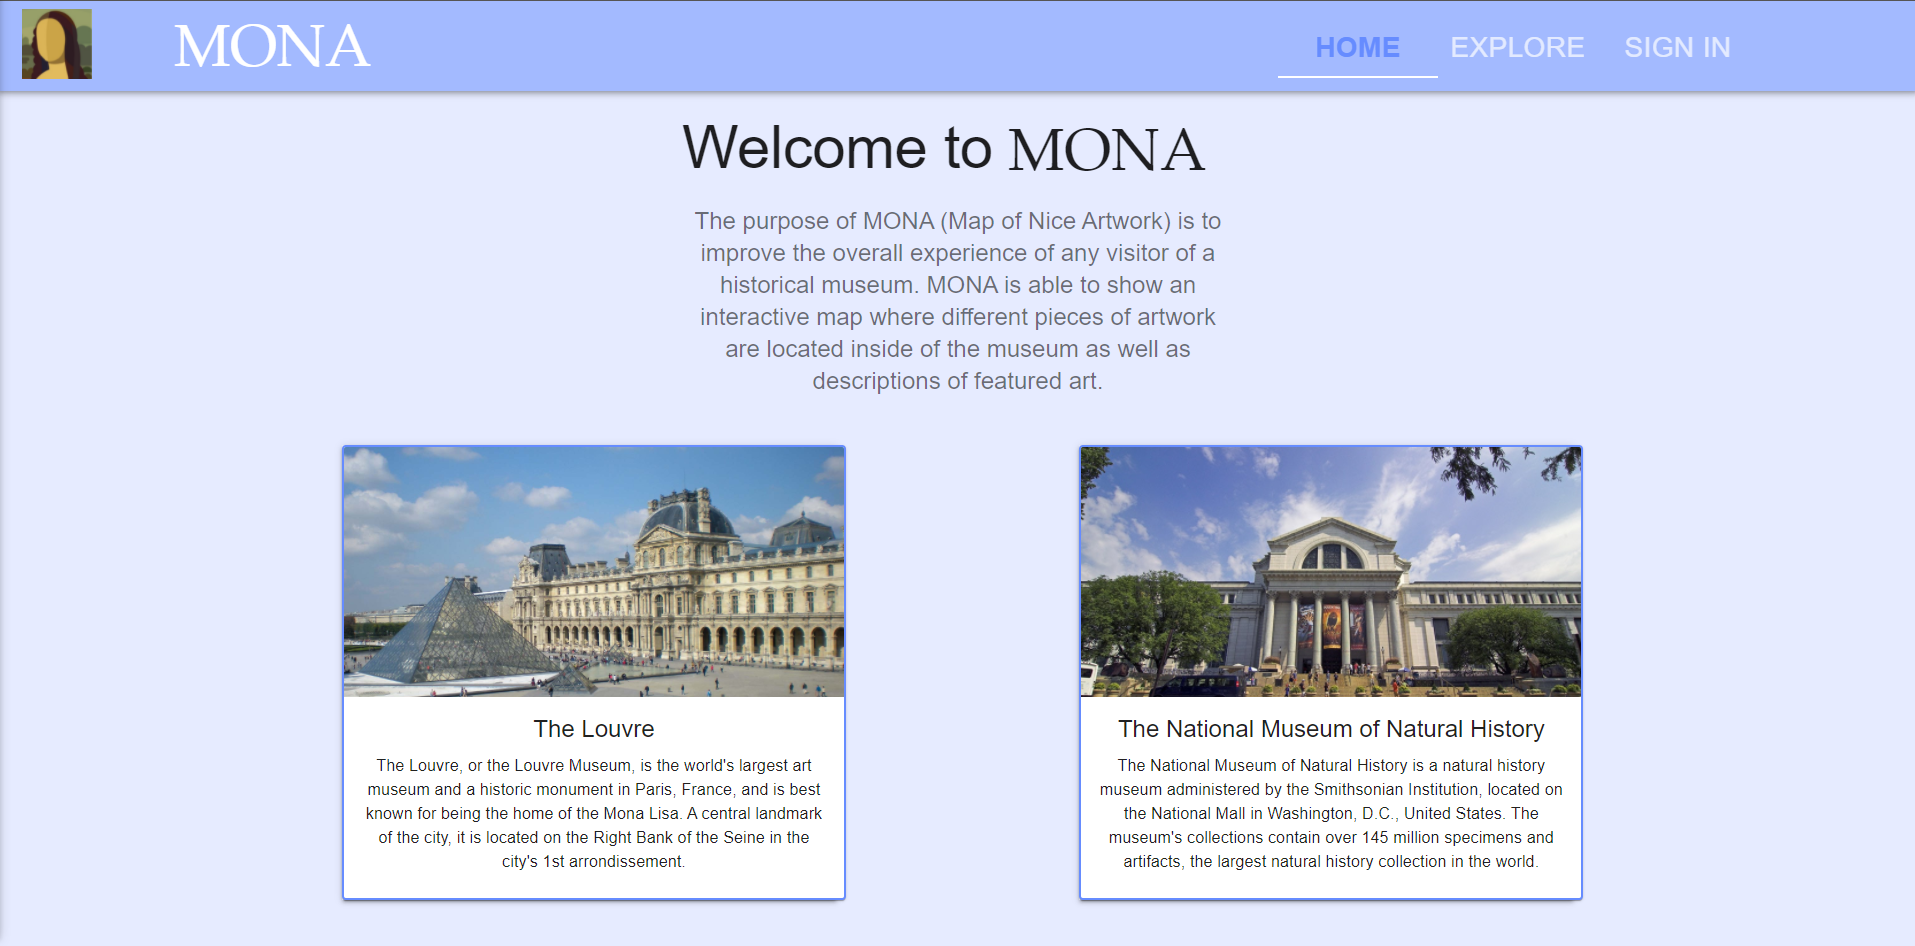 MONA
HOME EXPLORE SIGN IN
Welcome to MONA
The purpose of MONA (Map of Nice Artwork) is to
improve the overall experience of any visitor of a
historical museum. MONA is able to show an
interactive map where different pieces of artwork
are located inside of the museum as well as
descriptions of featured art.
The Louvre
The Louvre, or the Louvre Museum, is the world's largest art
museum and a historic monument in Paris, France, and is best
known for being the home of the Mona Lisa. A central landmark
of the city, it is located on the Right Bank of the Seine in the
city's 1st arrondissement.
The National Museum of Natural History
The National Museum of Natural History is a natural history
museum administered by the Smithsonian Institution, located on
the National Mall in Washington, D.C., United States. The
museum's collections contain over 145 million specimens and
artifacts, the largest natural history collection in the world.